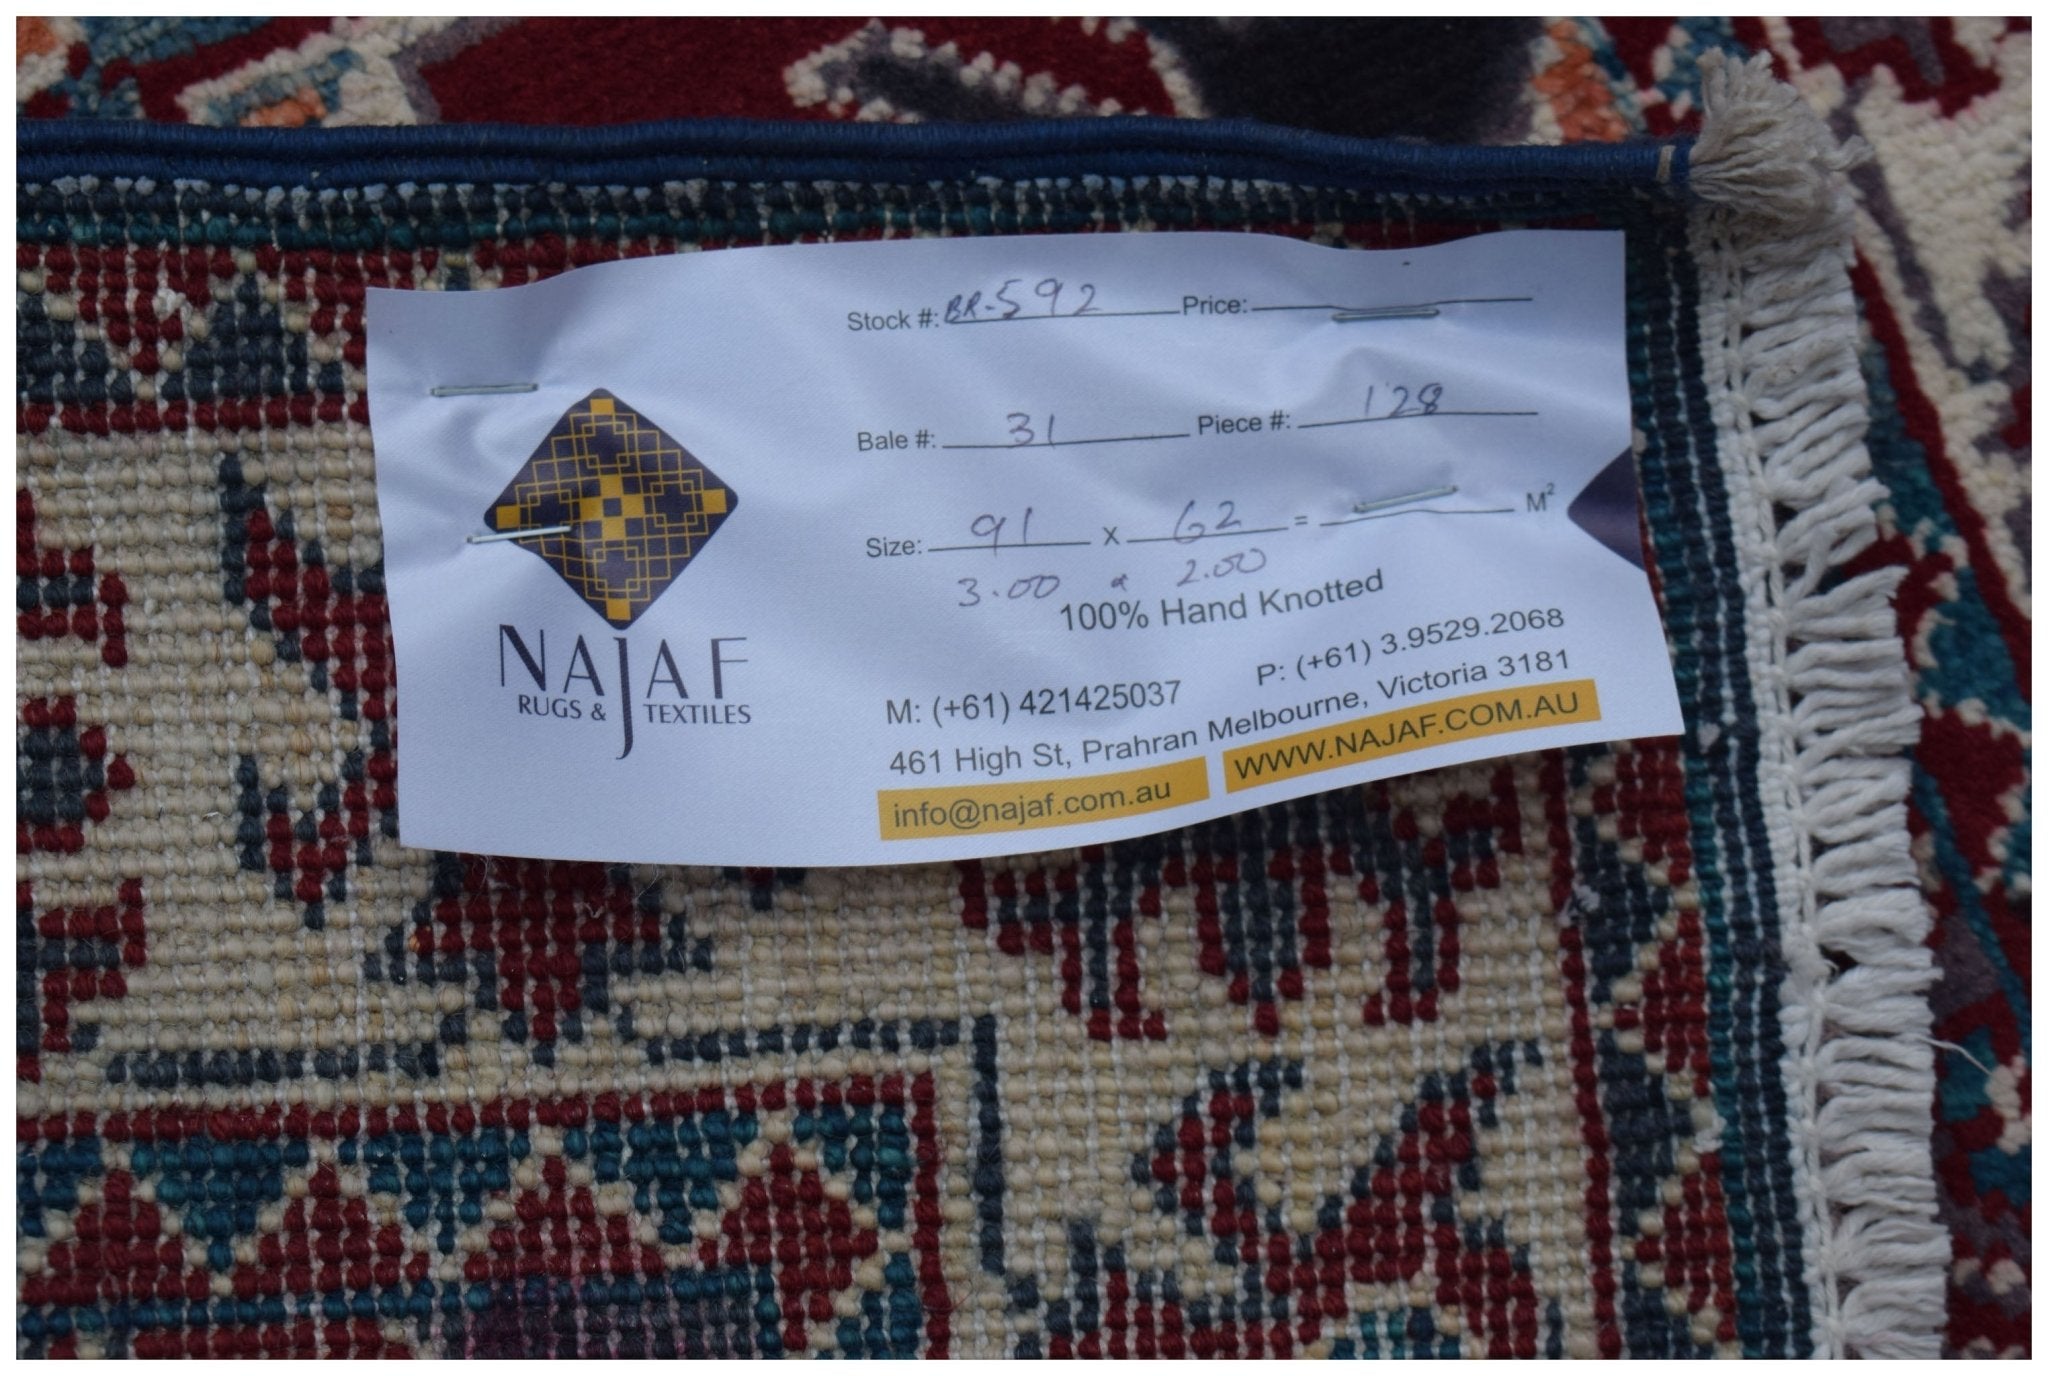 Stock #: BR-592 Price:
Bale #: 31 Piece #: 128
Size: 91 x 62 = M²
3.00 x 2.00
100% Hand Knotted
NAJAF
RUGS & TEXTILES
M: (+61) 421425037 P: (+61) 3.9529.2068
461 High St, Prahran Melbourne, Victoria 3181
info@najaf.com.au WWW.NAJAF.COM.AU